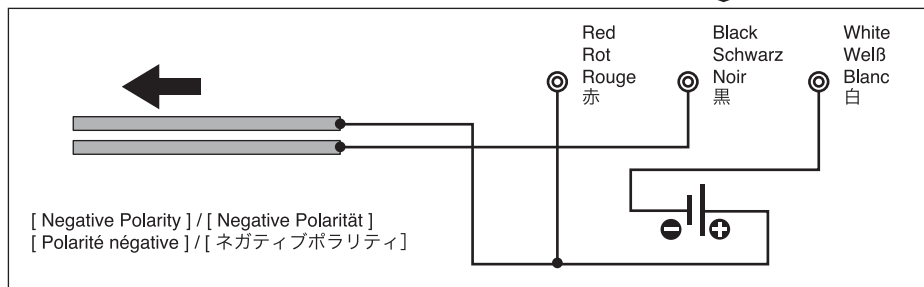 Red
Rot
Rouge
赤
Black
Schwarz
Noir
黒
White
Welß
Blanc
白
[ Negative Polarity ] / [ Negative Polarität ]
[ Polarité négative ] / [ ネガティブポラリティ]